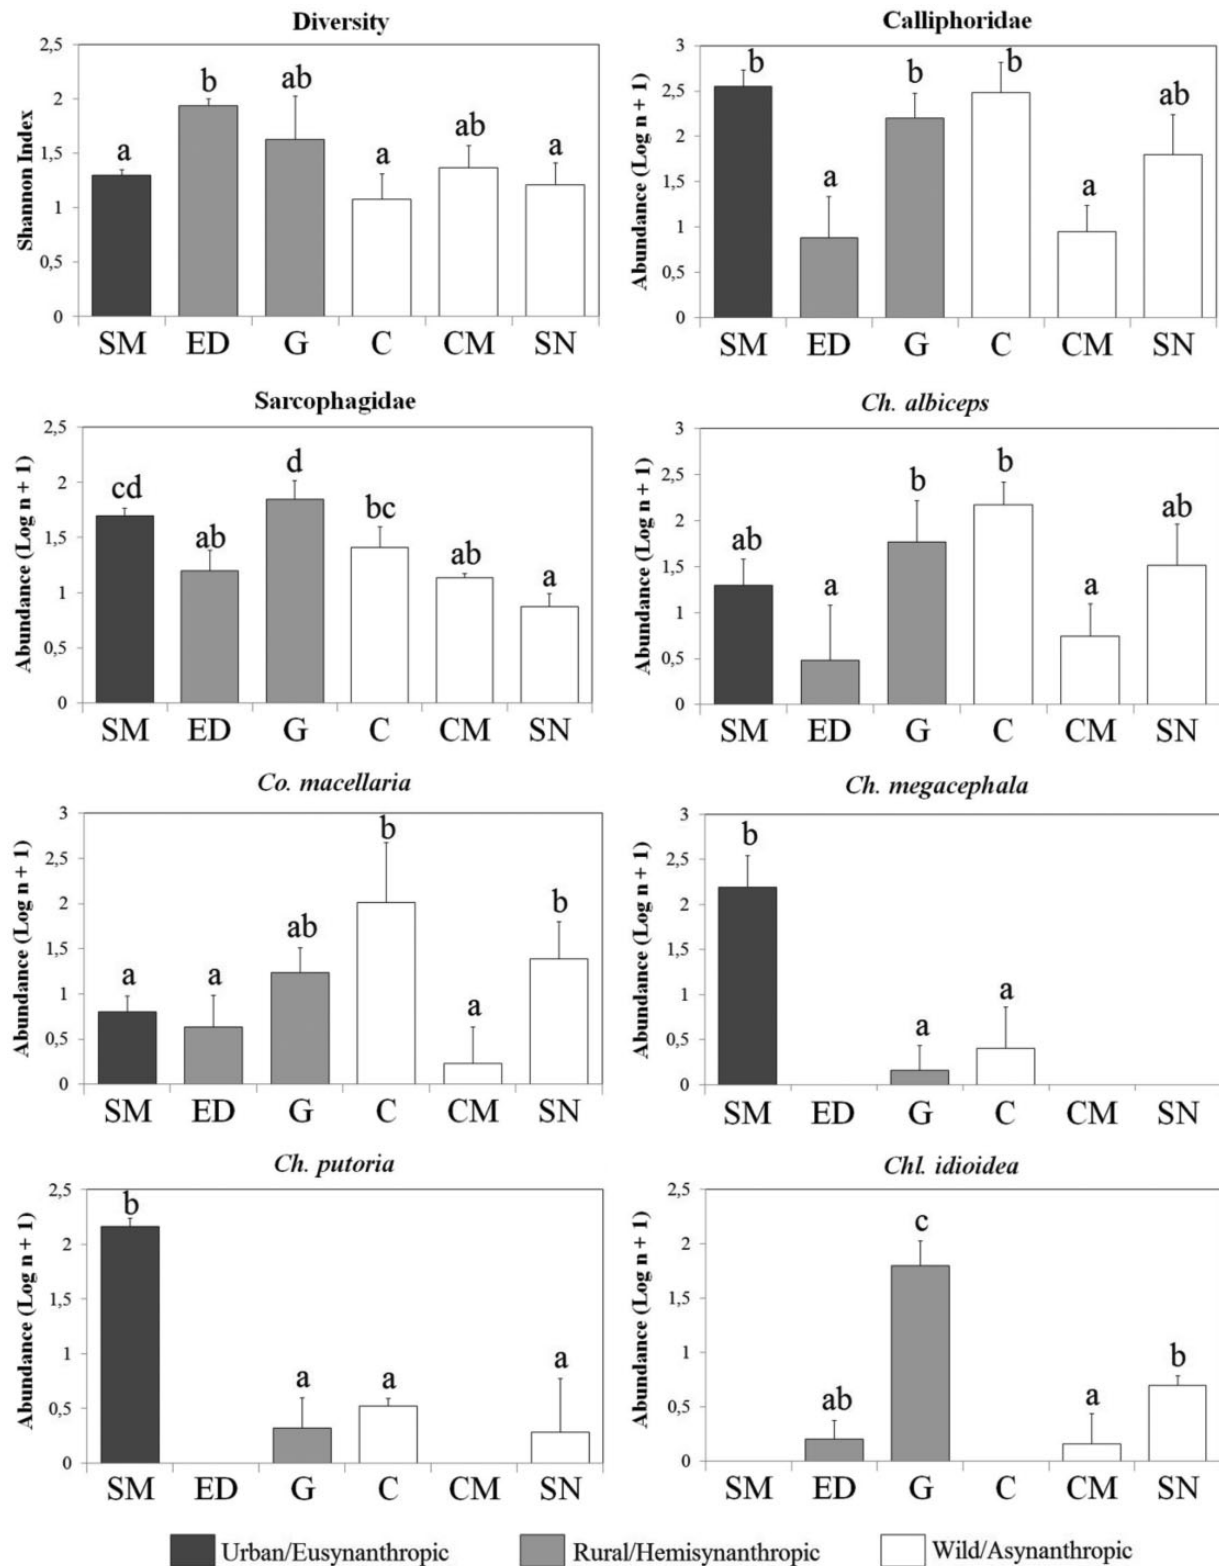 Diversity
Shannon Index
2,5
2
1,5
1
0,5
0
a b ab a ab a
SM ED G C CM SN
Calliphoridae
Abundance (Log n + 1)
3
2,5
2
1,5
1
0,5
0
b a b b a ab
SM ED G C CM SN
Sarcophagidae
Abundance (Log n + 1)
2,5
2
1,5
1
0,5
0
cd ab d bc ab a
SM ED G C CM SN
Ch. albiceps
Abundance (Log n + 1)
3
2,5
2
1,5
1
0,5
0
ab a b b a ab
SM ED G C CM SN
Co. macellaria
Abundance (Log n + 1)
3
2,5
2
1,5
1
0,5
0
a a ab b a b
SM ED G C CM SN
Ch. megacephala
Abundance (Log n + 1)
3
2,5
2
1,5
1
0,5
0
b a a
SM ED G C CM SN
Ch. putoria
Abundance (Log n + 1)
2,5
2
1,5
1
0,5
0
b a a a
SM ED G C CM SN
Chl. idioidea
Abundance (Log n + 1)
2,5
2
1,5
1
0,5
0
ab c a b
SM ED G C CM SN
Urban/Eusynanthropic Rural/Hemisynanthropic Wild/Asynanthropic